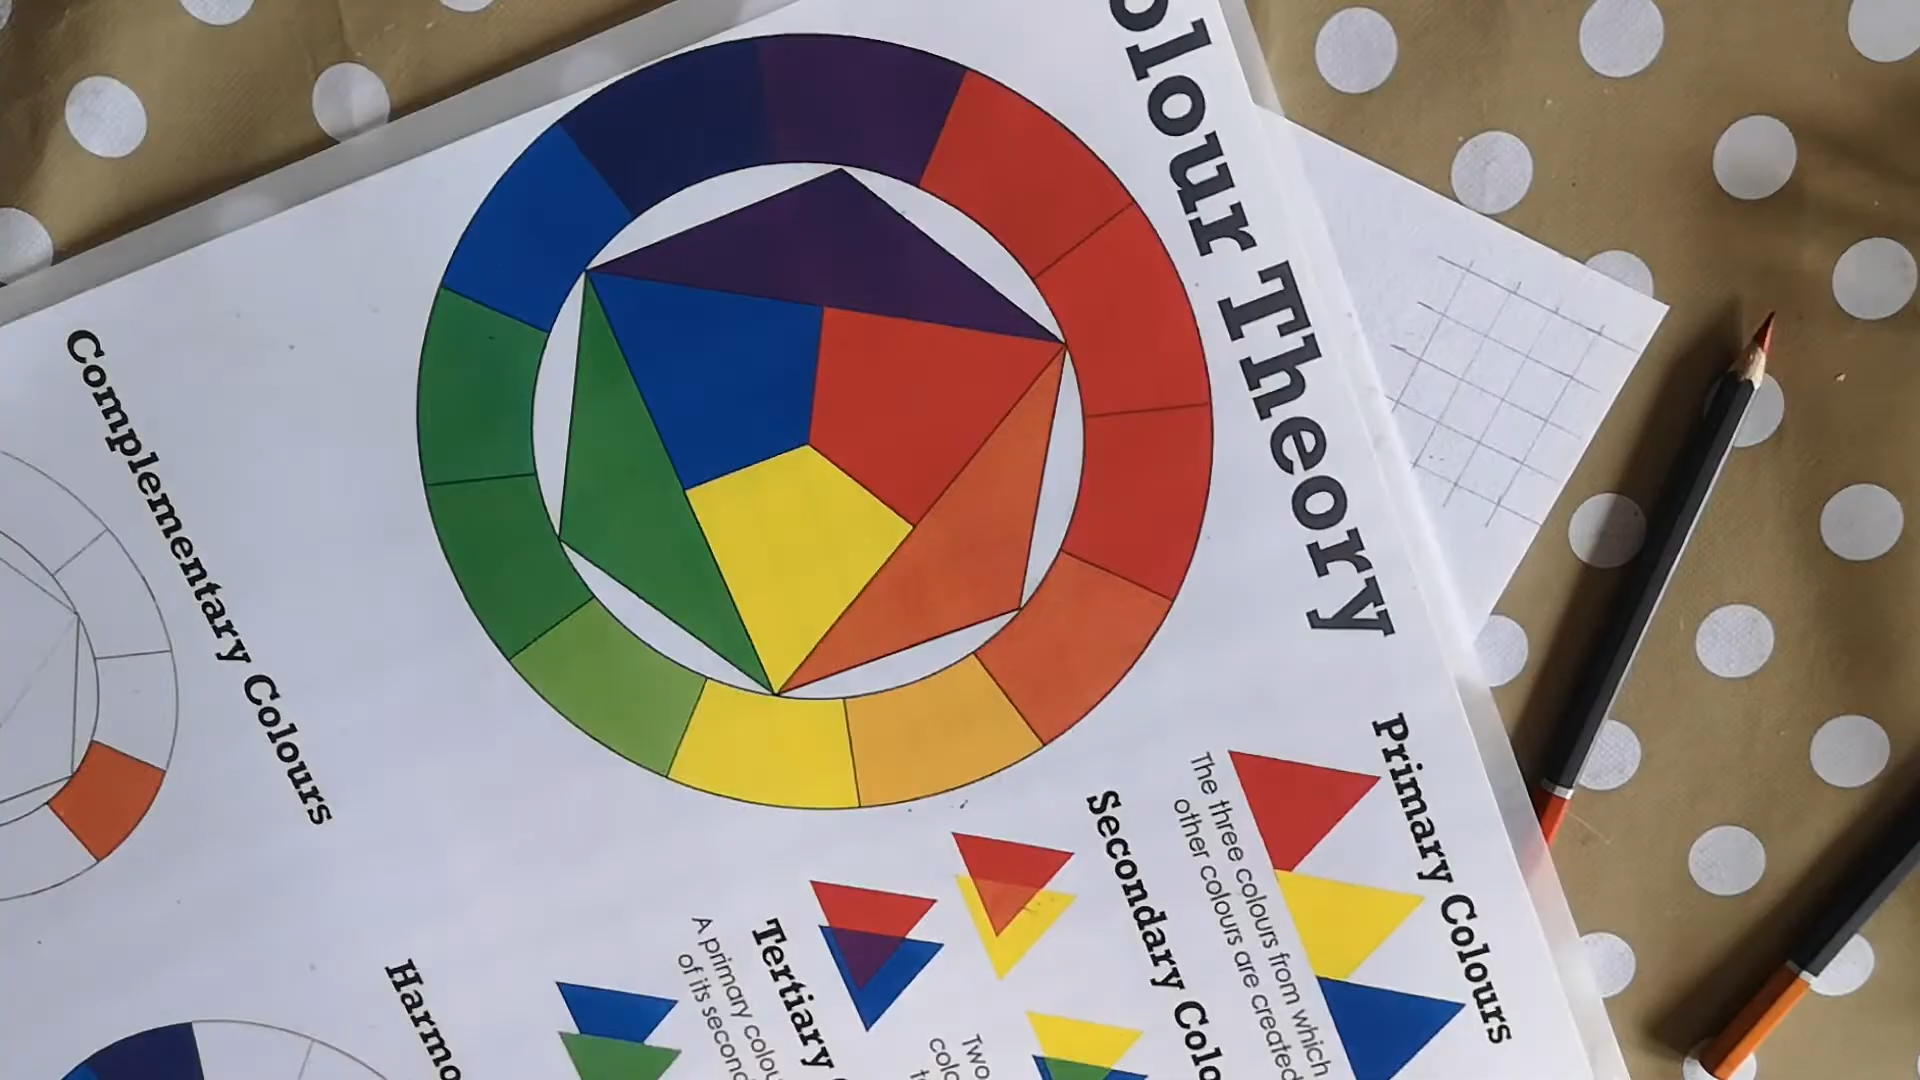 olour Theory
Primary Colours
The three colours from which
other colours are created
Secondary Colo
Two
colo
Tertiary
A primary colou
of its second
Complementary Colours
Harmo